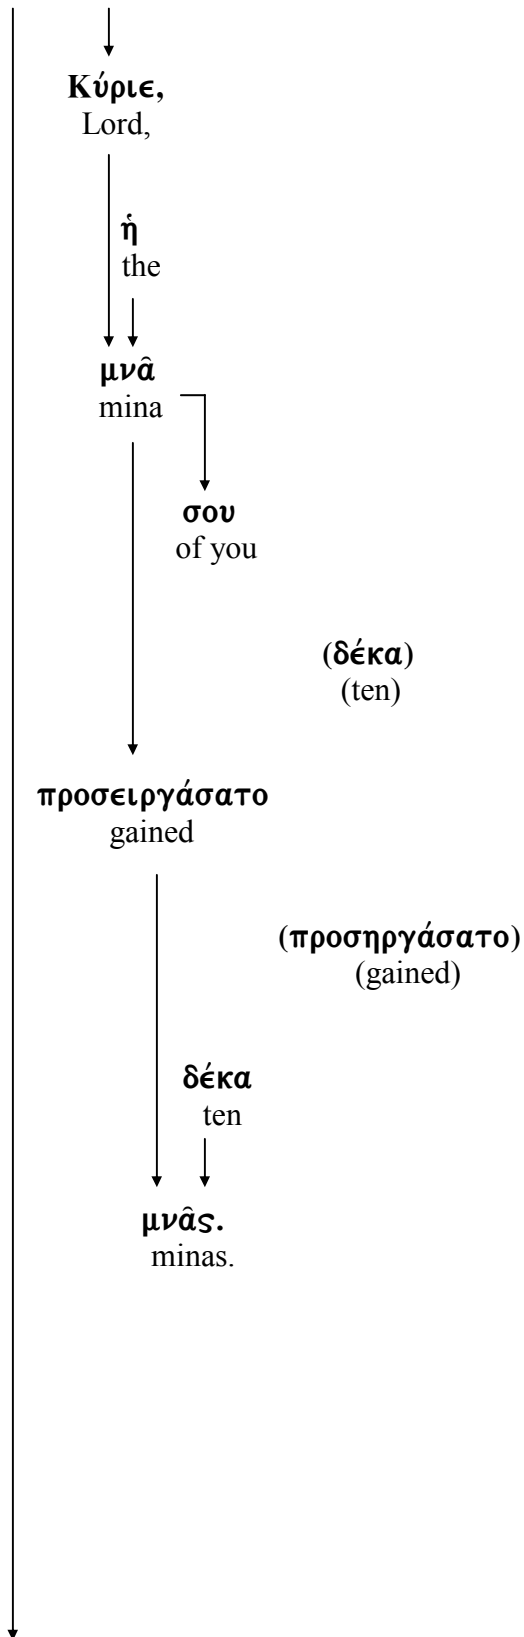 Κύριε,
Lord,
ἡ
the
μνᾶ
mina
σου
of you
(δέκα)
(ten)
προσειργάσατο
gained
(προσηργάσατο)
(gained)
δέκα
ten
μνᾶς.
minas.